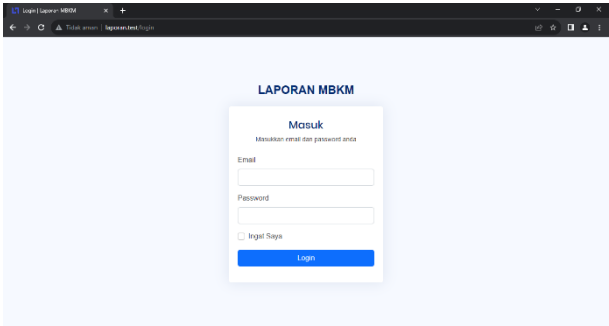 Login | Laporan MBKM
Tidak aman | laporan.test/login
LAPORAN MBKM
Masuk
Masukkan email dan password anda
Email
Password
Ingat Saya
Login